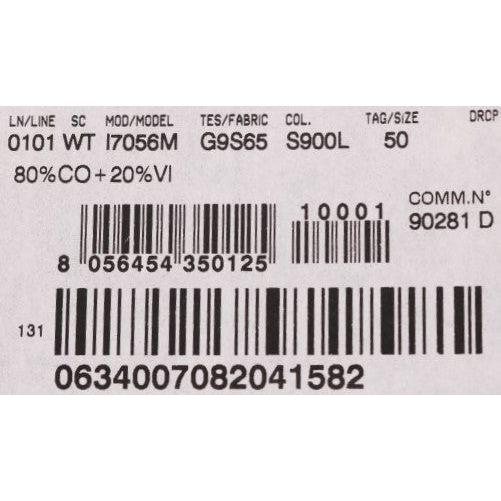 LN/LINE SC MOD/MODEL TES/FABRIC COL. TAG/SIZE DRCP
0101 WT I7056M G9S65 S900L 50
80%CO+20%VI
COMM.N°
90281 D
10001
8 056454 350125
131
0634007082041582